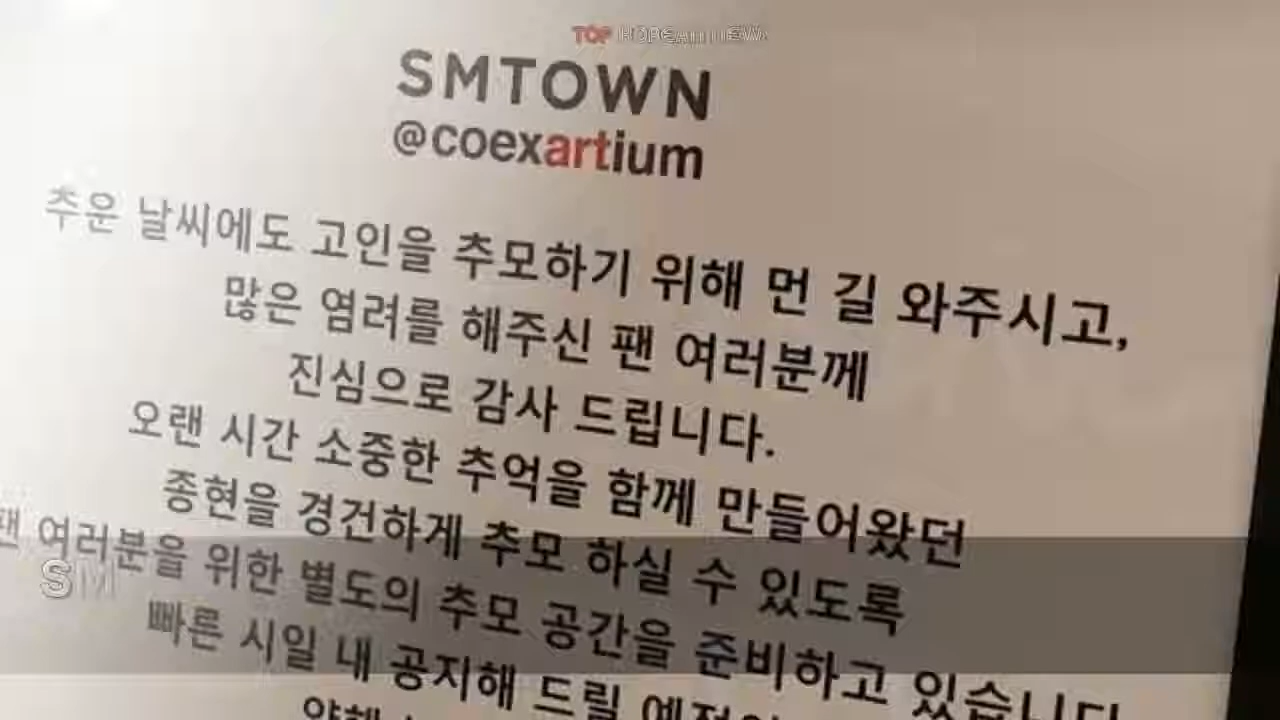 TOP
SMTOWN
@coexartium
추운 날씨에도 고인을 추모하기 위해 먼 길 와주시고,
많은 염려를 해주신 팬 여러분께
진심으로 감사 드립니다.
오랜 시간 소중한 추억을 함께 만들어왔던
종현을 경건하게 추모 하실 수 있도록
팬 여러분을 위한 별도의 추모 공간을 준비하고 있습니다
SM
빠른 시일 내 공지해 드릴